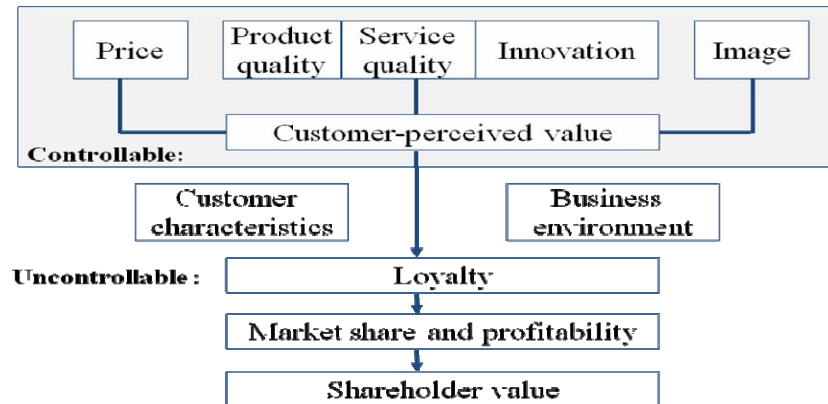 Price
Product
quality
Service
quality
Innovation
Image
Customer-perceived value
Controllable:
Customer
characteristics
Business
environment
Uncontrollable :
Loyalty
Market share and profitability
Shareholder value